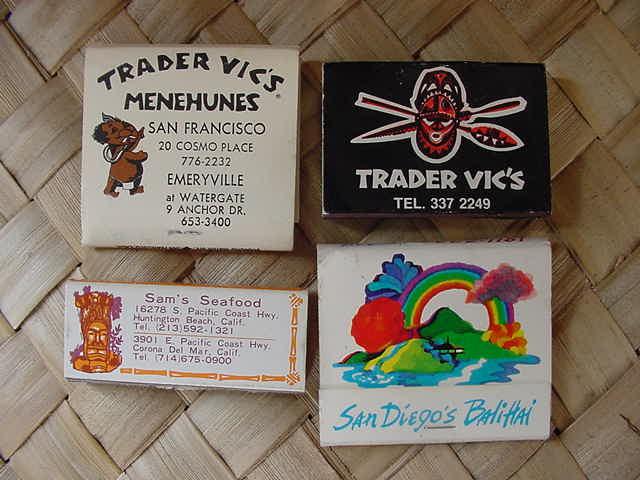 TRADER VIC'S ®
MENEHUNES
SAN FRANCISCO
20 COSMO PLACE
776-2232
EMERYVILLE
at WATERGATE
9 ANCHOR DR.
653-3400
TRADER VIC'S
TEL. 337 2249
Sam's Seafood
16278 S. Pacific Coast Hwy.
Huntington Beach, Calif.
Tel. (213) 592-1321
3901 E. Pacific Coast Hwy.
Corona Del Mar, Calif.
Tel. (714) 675-0900
San Diego's Bali Hai